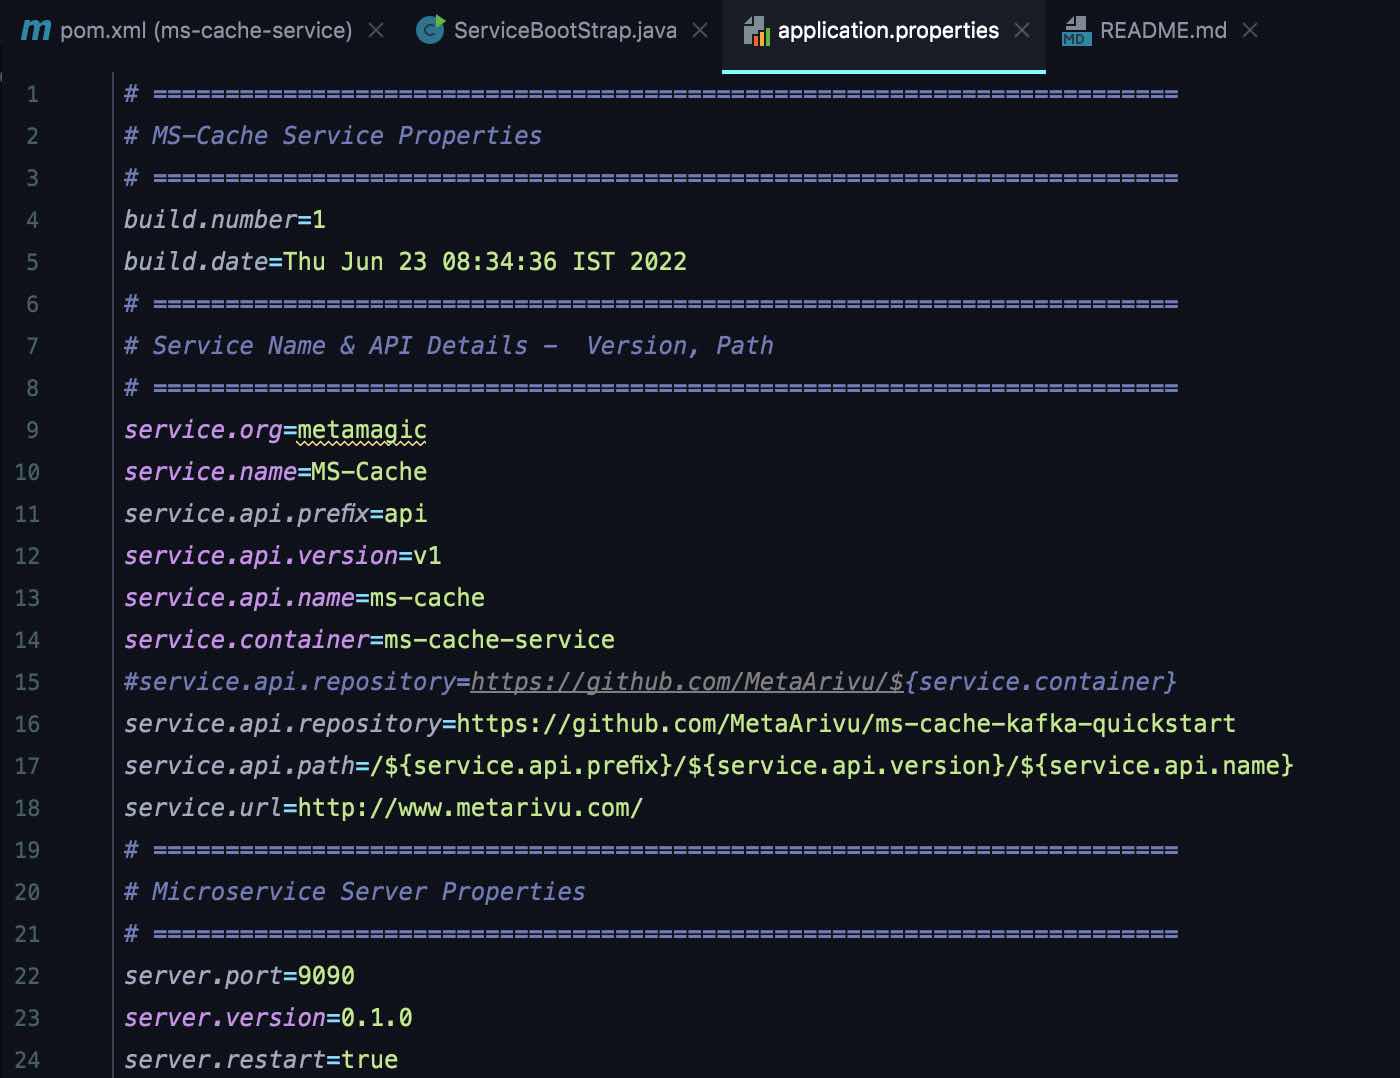 pom.xml (ms-cache-service) ServiceBootStrap.java application.properties README.md
1 # =======================================================================
2 # MS-Cache Service Properties
3 # =======================================================================
4 build.number=1
5 build.date=Thu Jun 23 08:34:36 IST 2022
6 # =======================================================================
7 # Service Name & API Details -  Version, Path
8 # =======================================================================
9 service.org=metamagic
10 service.name=MS-Cache
11 service.api.prefix=api
12 service.api.version=v1
13 service.api.name=ms-cache
14 service.container=ms-cache-service
15 #service.api.repository=https://github.com/MetaArivu/${service.container}
16 service.api.repository=https://github.com/MetaArivu/ms-cache-kafka-quickstart
17 service.api.path=/${service.api.prefix}/${service.api.version}/${service.api.name}
18 service.url=http://www.metarivu.com/
19 # =======================================================================
20 # Microservice Server Properties
21 # =======================================================================
22 server.port=9090
23 server.version=0.1.0
24 server.restart=true